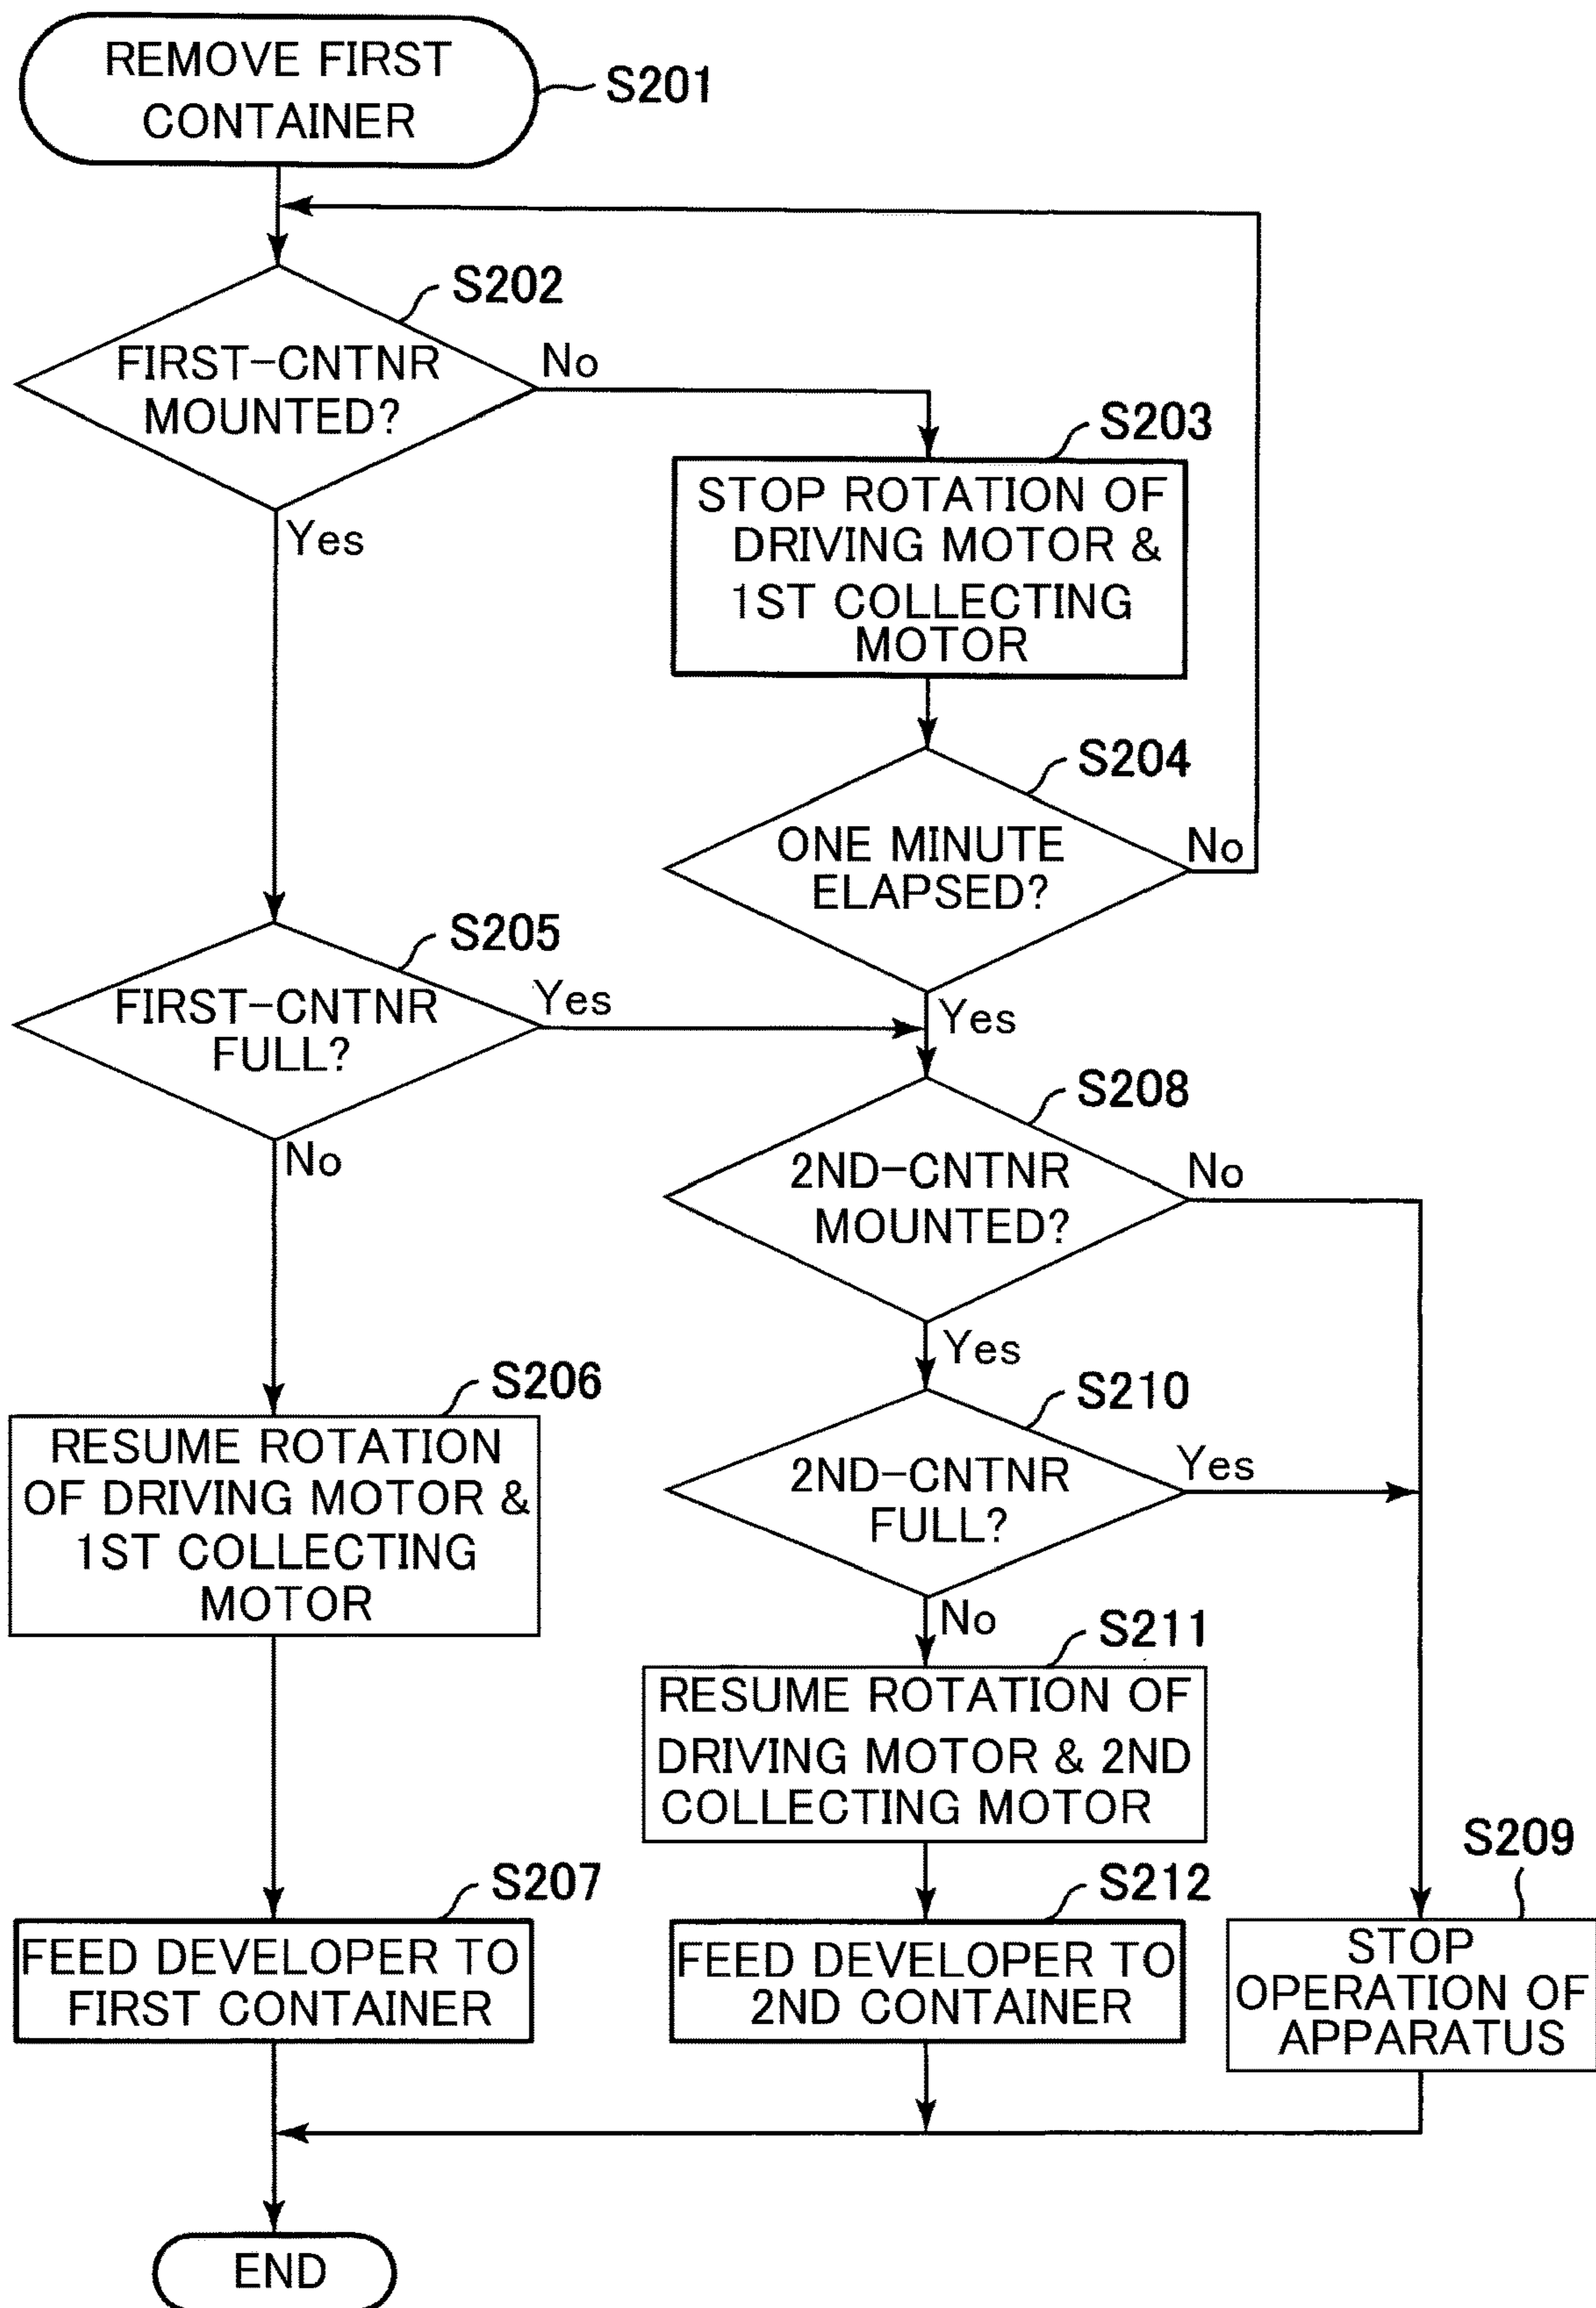 REMOVE FIRST
CONTAINER
S201
S202
FIRST-CNTNR
MOUNTED?
No
Yes
S203
STOP ROTATION OF
DRIVING MOTOR &
1ST COLLECTING
MOTOR
S204
ONE MINUTE
ELAPSED?
No
Yes
S205
FIRST-CNTNR
FULL?
Yes
No
S208
2ND-CNTNR
MOUNTED?
No
Yes
S206
RESUME ROTATION
OF DRIVING MOTOR &
1ST COLLECTING
MOTOR
S210
2ND-CNTNR
FULL?
Yes
No
S211
RESUME ROTATION OF
DRIVING MOTOR & 2ND
COLLECTING MOTOR
S207
FEED DEVELOPER TO
FIRST CONTAINER
S212
FEED DEVELOPER TO
2ND CONTAINER
S209
STOP
OPERATION OF
APPARATUS
END